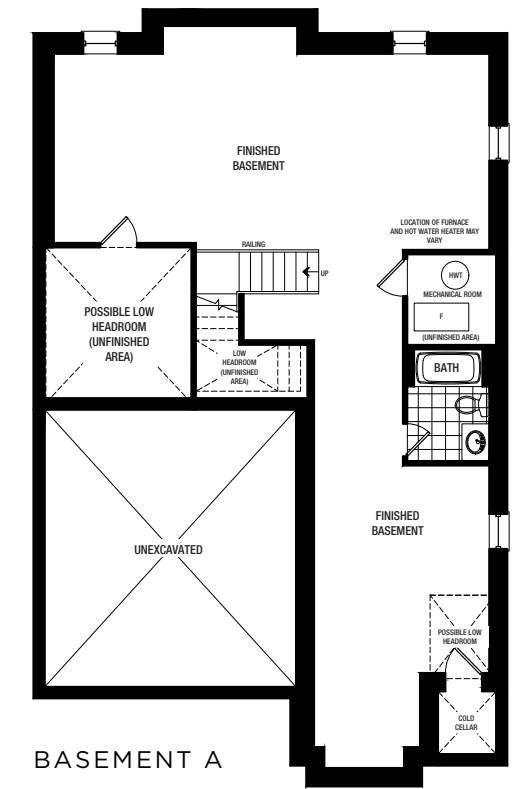 FINISHED
BASEMENT
LOCATION OF FURNACE
AND HOT WATER HEATER MAY
VARY
RAILING
UP
HWT
MECHANICAL ROOM
F
(UNFINISHED AREA)
POSSIBLE LOW
HEADROOM
(UNFINISHED
AREA)
LOW
HEADROOM
(UNFINISHED
AREA)
BATH
FINISHED
BASEMENT
UNEXCAVATED
POSSIBLE LOW
HEADROOM
COLD
CELLAR
BASEMENT A